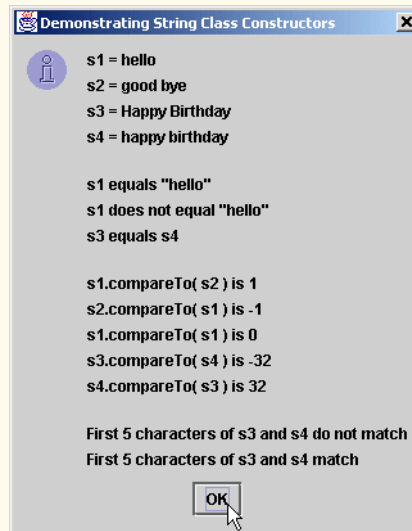 Demonstrating String Class Constructors
s1 = hello
s2 = good bye
s3 = Happy Birthday
s4 = happy birthday
s1 equals "hello"
s1 does not equal "hello"
s3 equals s4
s1.compareTo( s2 ) is 1
s2.compareTo( s1 ) is -1
s1.compareTo( s1 ) is 0
s3.compareTo( s4 ) is -32
s4.compareTo( s3 ) is 32
First 5 characters of s3 and s4 do not match
First 5 characters of s3 and s4 match
OK